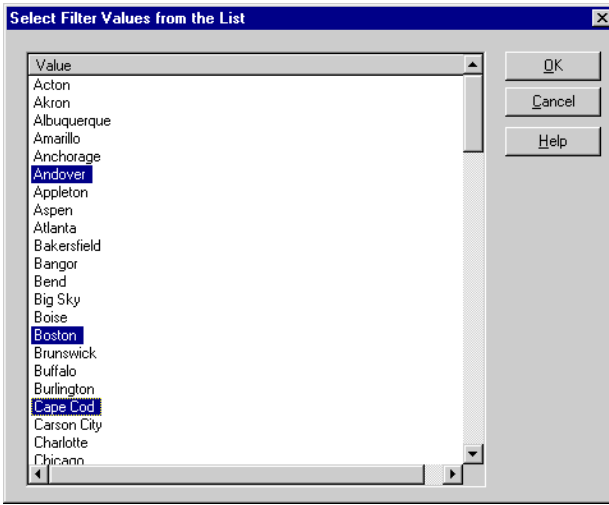 Select Filter Values from the List
Value
OK
Acton
Cancel
Akron
Albuquerque
Amarillo
Help
Anchorage
Andover
Appleton
Aspen
Atlanta
Bakersfield
Bangor
Bend
Big Sky
Boise
Boston
Brunswick
Buffalo
Burlington
Cape Cod
Carson City
Charlotte
Chicago